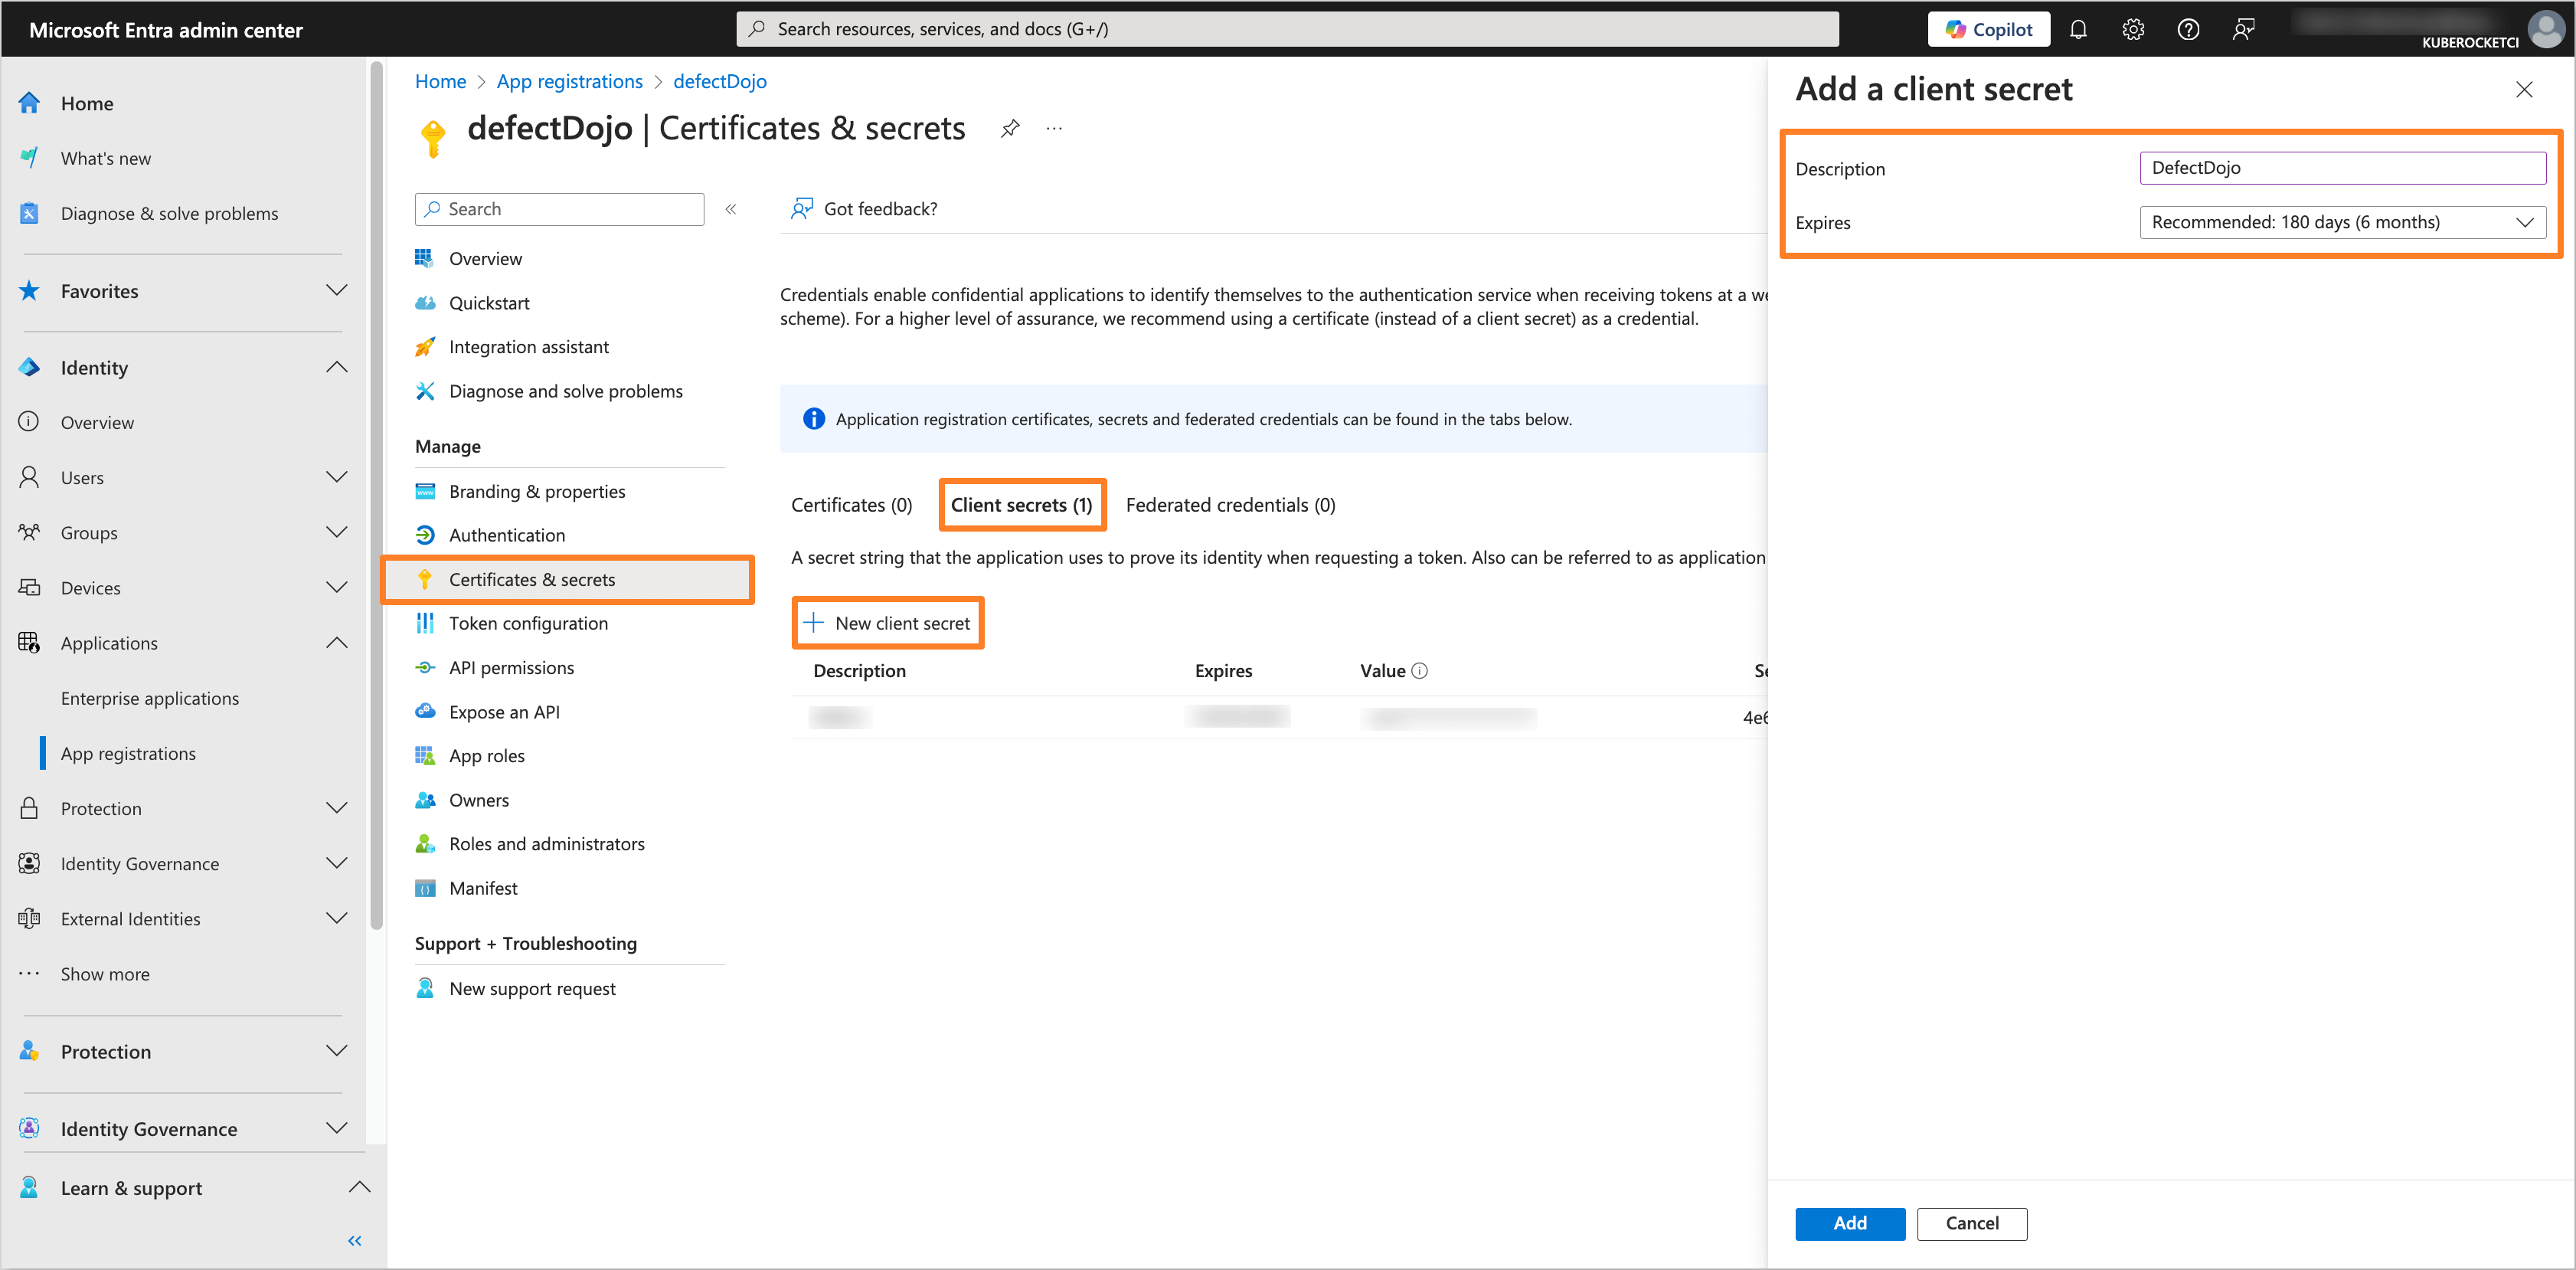 Microsoft Entra admin center
Search resources, services, and docs (G+/)
Copilot
KUBEROCKETCI
Home
What's new
Diagnose & solve problems
Favorites
Identity
Overview
Users
Groups
Devices
Applications
Enterprise applications
App registrations
Protection
Identity Governance
External Identities
Show more
Protection
Identity Governance
Learn & support
Home > App registrations > defectDojo
defectDojo | Certificates & secrets
Search
Overview
Quickstart
Integration assistant
Diagnose and solve problems
Manage
Branding & properties
Authentication
Certificates & secrets
Token configuration
API permissions
Expose an API
App roles
Owners
Roles and administrators
Manifest
Support + Troubleshooting
New support request
Got feedback?
Credentials enable confidential applications to identify themselves to the authentication service when receiving tokens at a we
scheme). For a higher level of assurance, we recommend using a certificate (instead of a client secret) as a credential.
Application registration certificates, secrets and federated credentials can be found in the tabs below.
Certificates (0) Client secrets (1) Federated credentials (0)
A secret string that the application uses to prove its identity when requesting a token. Also can be referred to as application
New client secret
Description Expires Value Se
4e6
Add a client secret
Description DefectDojo
Expires Recommended: 180 days (6 months)
Add Cancel